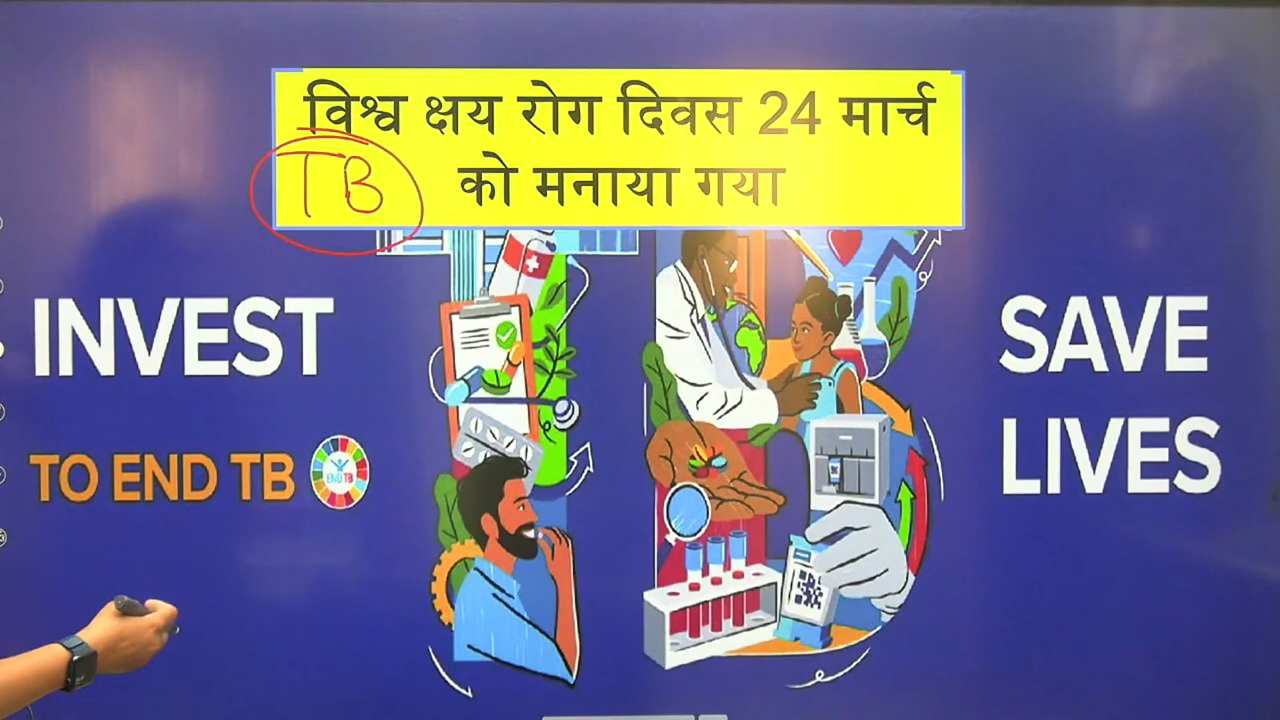 विश्व क्षय रोग दिवस 24 मार्च
को मनाया गया
TB
INVEST
TO END TB
END TB
SAVE
LIVES